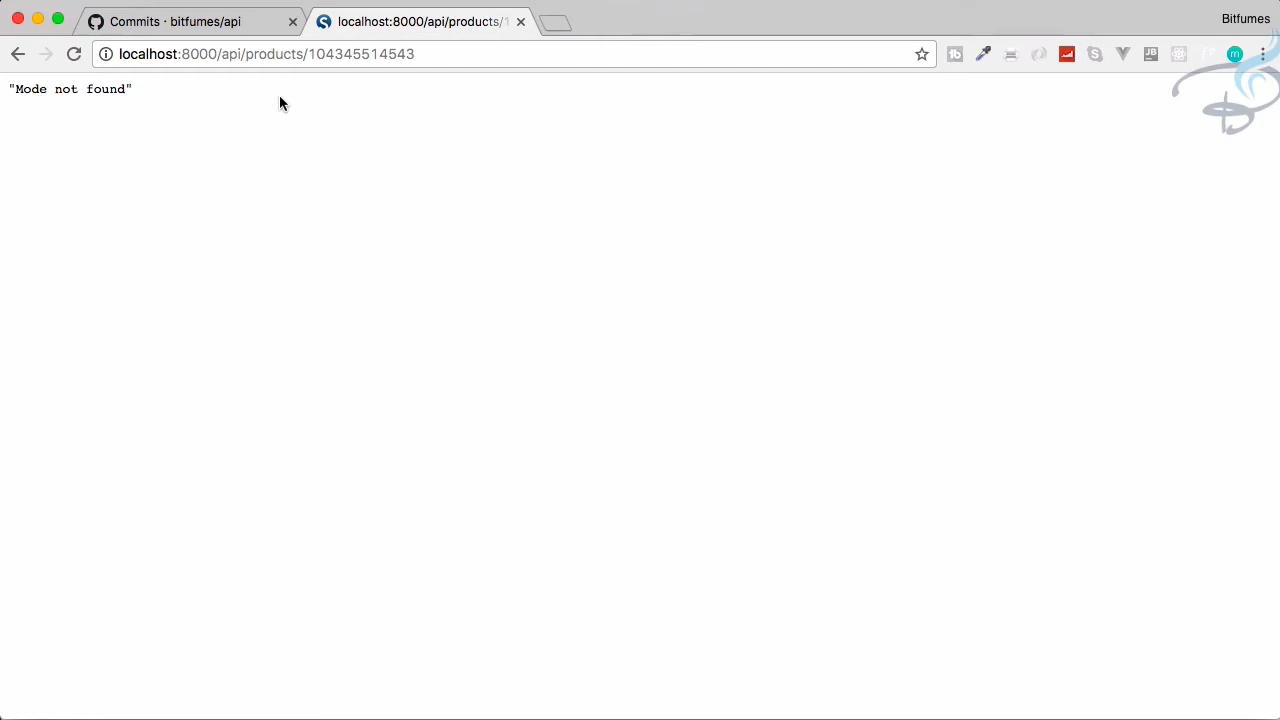 Commits · bitfumes/api
localhost:8000/api/products/1
Bitfumes
localhost:8000/api/products/104345514543
"Mode not found"